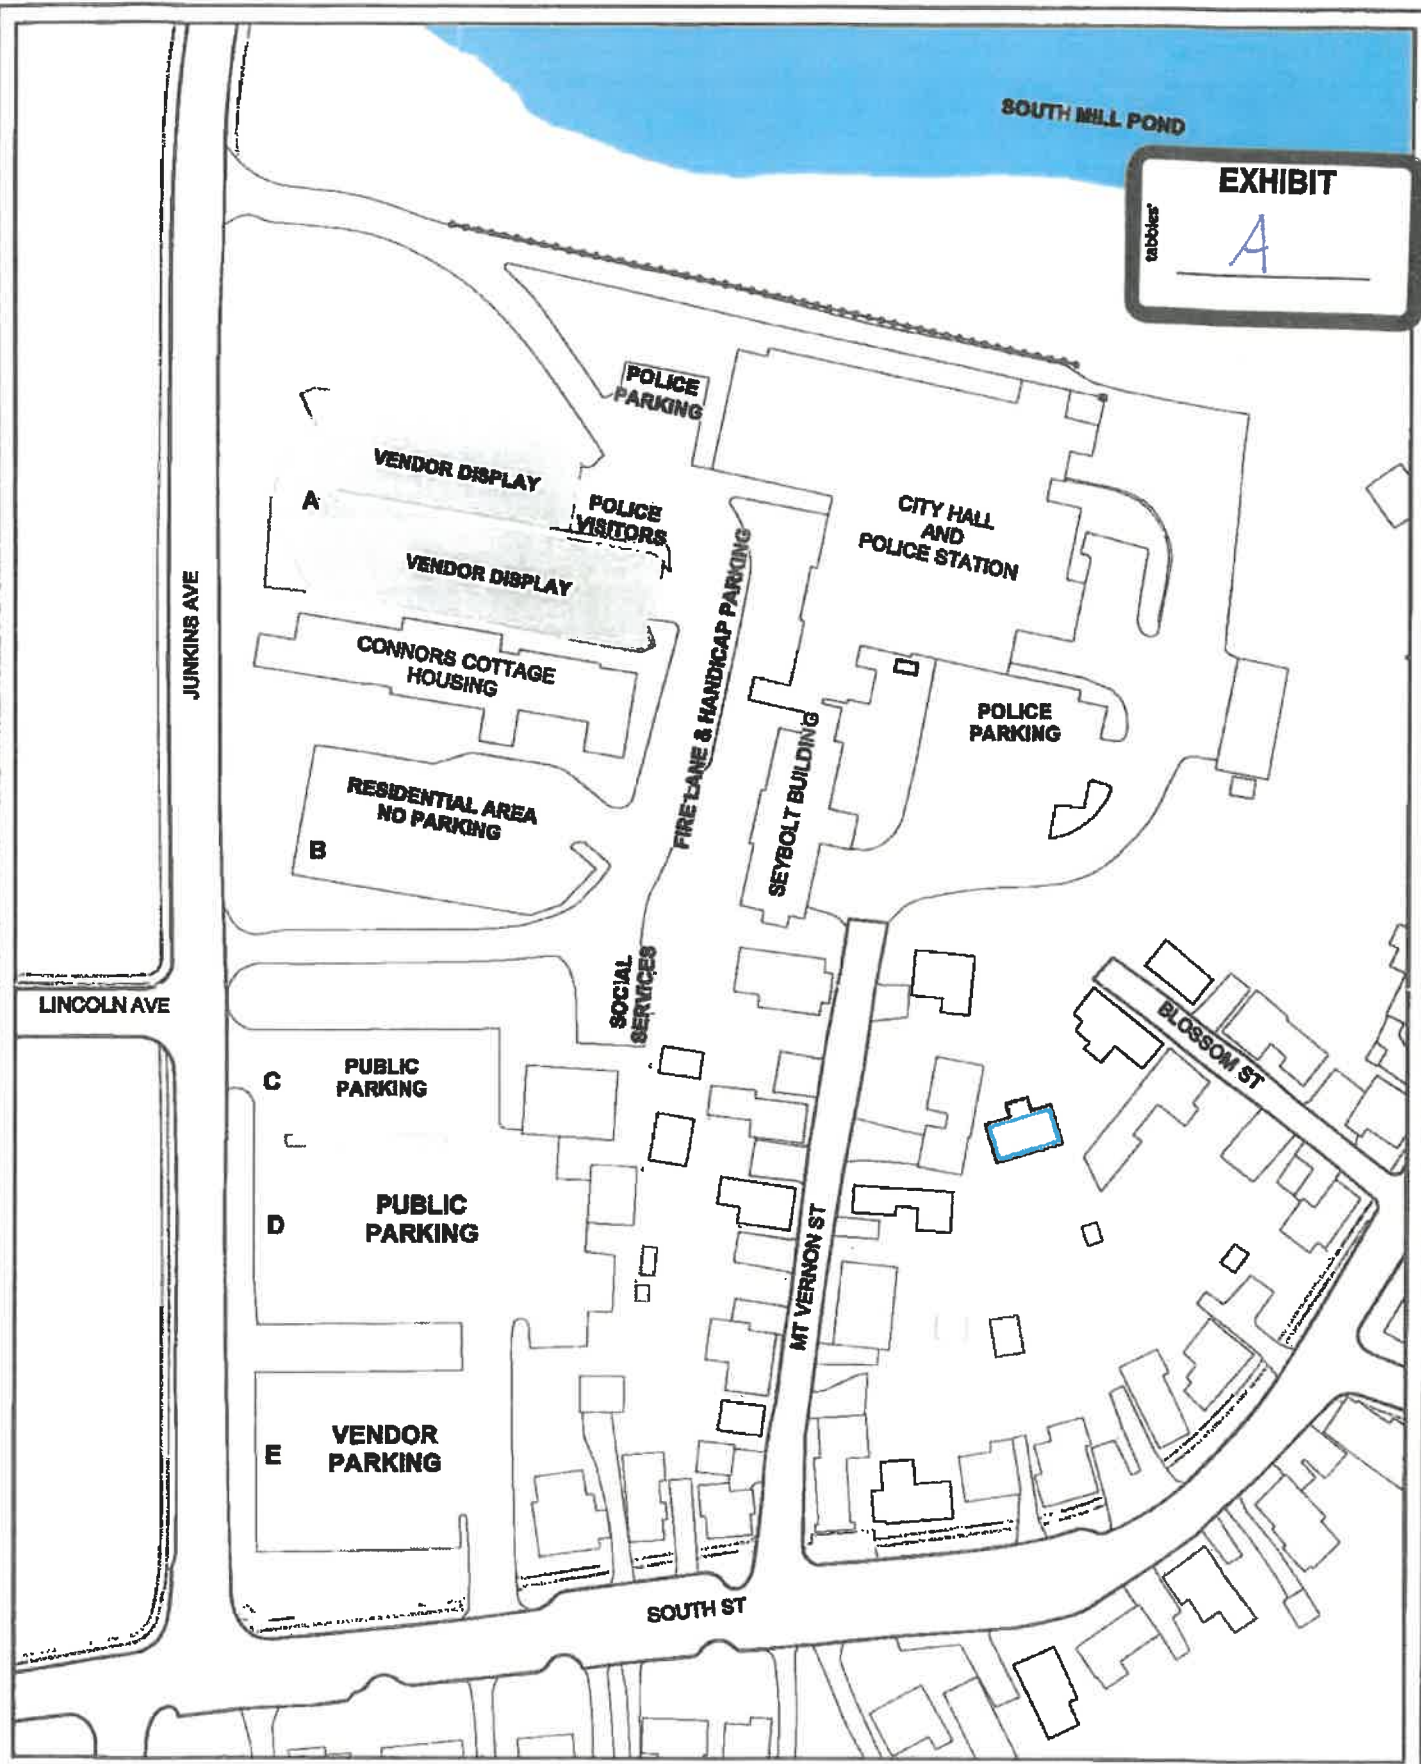 SOUTH MILL POND
EXHIBIT
tabbies®
A
POLICE
PARKING
VENDOR DISPLAY
A
POLICE
VISITORS
VENDOR DISPLAY
CITY HALL
AND
POLICE STATION
JUNKINS AVE
CONNORS COTTAGE
HOUSING
FIRE LANE & HANDICAP PARKING
POLICE
PARKING
SEYBOLT BUILDING
RESIDENTIAL AREA
NO PARKING
B
SOCIAL
SERVICES
LINCOLN AVE
BLOSSOM ST
C
PUBLIC
PARKING
D
PUBLIC
PARKING
MT VERNON ST
E
VENDOR
PARKING
SOUTH ST